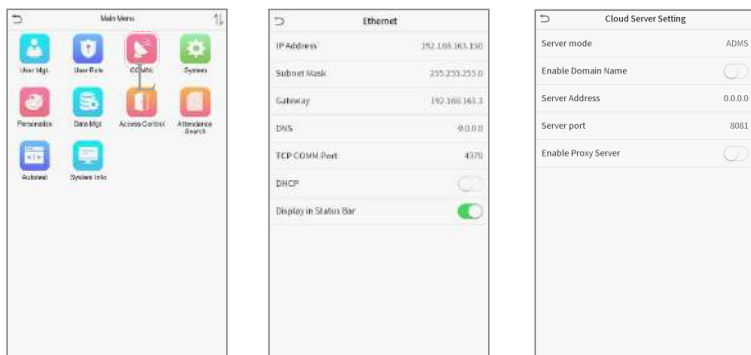 Main Menu
User Mgt. User Role COMM. System
Personalize Data Mgt. Access Control Attendance Search
Autotest System Info
Ethernet
IP Address 192.168.163.150
Subnet Mask 255.255.255.0
Gateway 192.168.163.1
DNS 0.0.0.0
TCP COMM.Port 4370
DHCP
Display in Status Bar
Cloud Server Setting
Server mode ADMS
Enable Domain Name
Server Address 0.0.0.0
Server port 8081
Enable Proxy Server